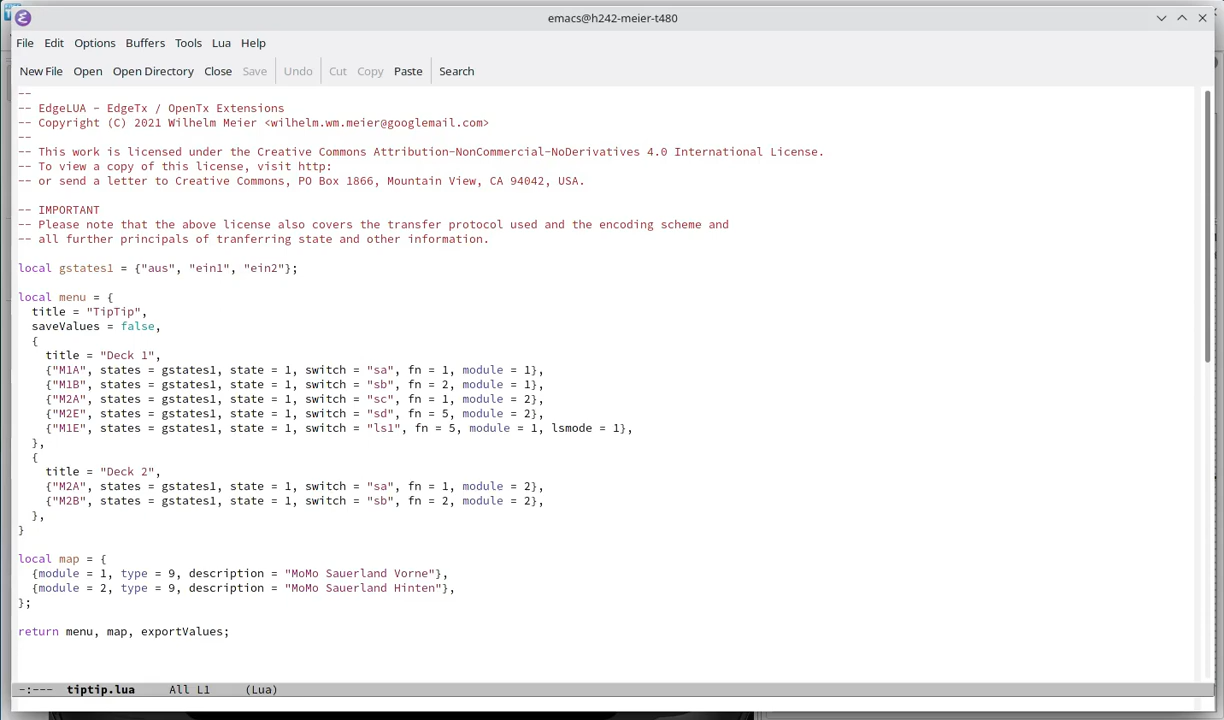 emacs@h242-meier-t480
File Edit Options Buffers Tools Lua Help
New File Open Open Directory Close Save Undo Cut Copy Paste Search
--
-- EdgeLUA - EdgeTx / OpenTx Extensions
-- Copyright (C) 2021 Wilhelm Meier <wilhelm.wm.meier@googlemail.com>
--
-- This work is licensed under the Creative Commons Attribution-NonCommercial-NoDerivatives 4.0 International License.
-- To view a copy of this license, visit http:
-- or send a letter to Creative Commons, PO Box 1866, Mountain View, CA 94042, USA.
-- IMPORTANT
-- Please note that the above license also covers the transfer protocol used and the encoding scheme and
-- all further principals of tranferring state and other information.
local gstates1 = {"aus", "ein1", "ein2"};
local menu = {
title = "TipTip",
saveValues = false,
{
title = "Deck 1",
{"M1A", states = gstates1, state = 1, switch = "sa", fn = 1, module = 1},
{"M1B", states = gstates1, state = 1, switch = "sb", fn = 2, module = 1},
{"M2A", states = gstates1, state = 1, switch = "sc", fn = 1, module = 2},
{"M2E", states = gstates1, state = 1, switch = "sd", fn = 5, module = 2},
{"M1E", states = gstates1, state = 1, switch = "ls1", fn = 5, module = 1, lsmode = 1},
},
{
title = "Deck 2",
{"M2A", states = gstates1, state = 1, switch = "sa", fn = 1, module = 2},
{"M2B", states = gstates1, state = 1, switch = "sb", fn = 2, module = 2},
},
}
local map = {
{module = 1, type = 9, description = "MoMo Sauerland Vorne"},
{module = 2, type = 9, description = "MoMo Sauerland Hinten"},
};
return menu, map, exportValues;
-:--- tiptip.lua All L1 (Lua)